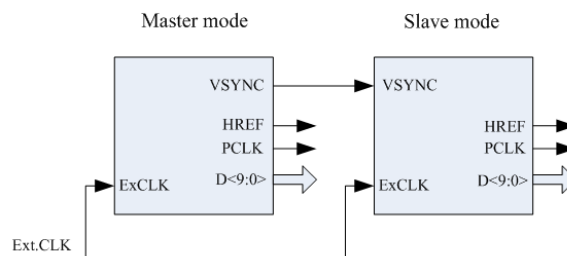 Master mode
Slave mode
VSYNC
HREF
PCLK
D<9:0>
ExCLK
VSYNC
HREF
PCLK
D<9:0>
ExCLK
Ext.CLK